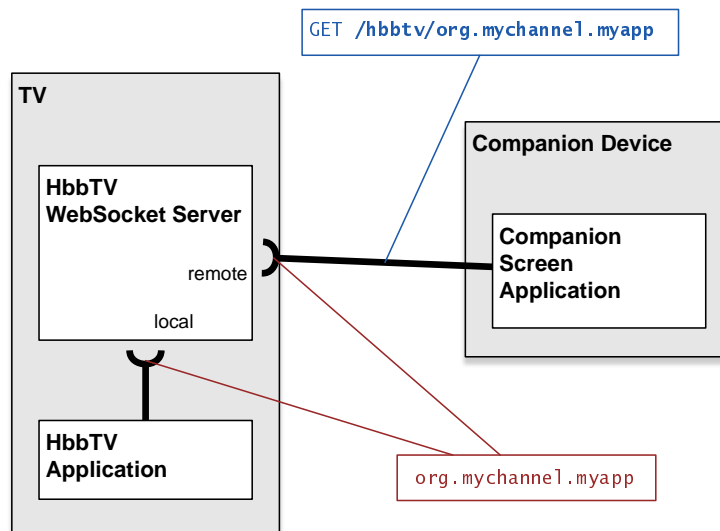 GET /hbbtv/org.mychannel.myapp
TV
HbbTV
WebSocket Server
remote
local
HbbTV
Application
Companion Device
Companion
Screen
Application
org.mychannel.myapp